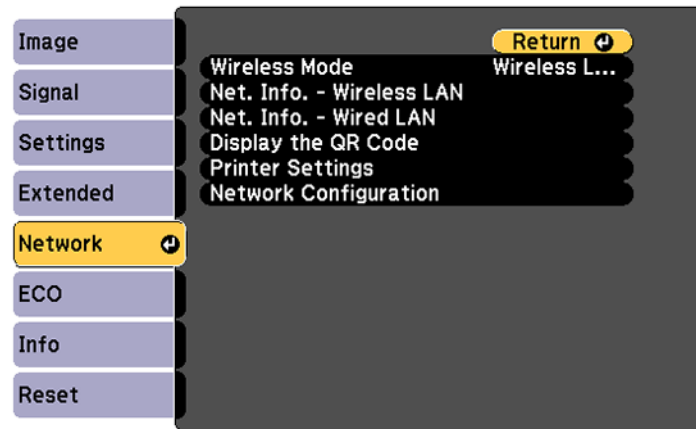 Image
Signal
Settings
Extended
Network
ECO
Info
Reset
Return
Wireless Mode Wireless L...
Net. Info. - Wireless LAN
Net. Info. - Wired LAN
Display the QR Code
Printer Settings
Network Configuration